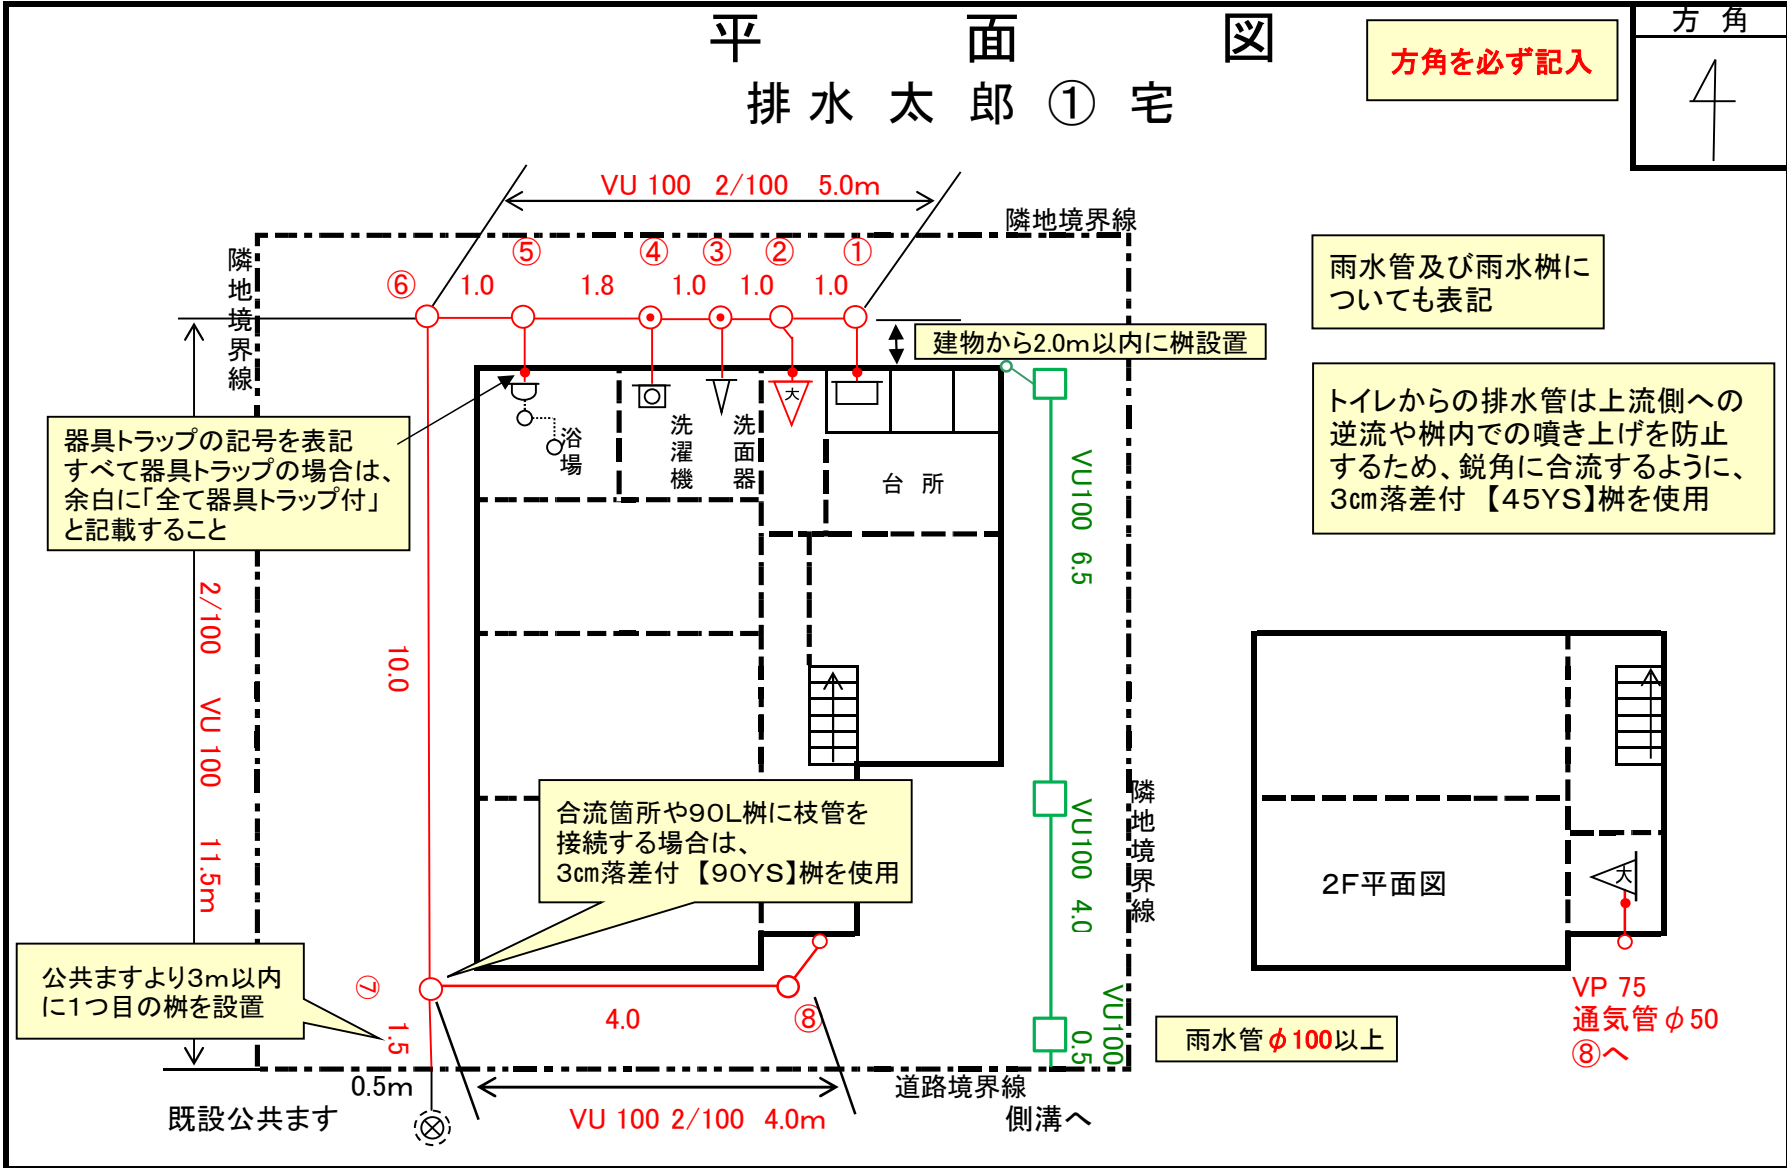 平面図
排水太郎①宅
方角を必ず記入
方角
VU 100 2/100 5.0m
隣地境界線
隣地境界線
⑥
⑤
④
③
②
①
1.0
1.8
1.0
1.0
1.0
雨水管及び雨水桝に
ついても表記
建物から2.0m以内に桝設置
トイレからの排水管は上流側への
逆流や桝内での噴き上げを防止
するため、鋭角に合流するように、
3㎝落差付 【45YS】桝を使用
器具トラップの記号を表記
すべて器具トラップの場合は、
余白に「全て器具トラップ付」
と記載すること
浴場
洗濯機
洗面器
大
台所
VU100 6.5
2/100 VU 100 11.5m
10.0
合流箇所や90L桝に枝管を
接続する場合は、
3㎝落差付 【90YS】桝を使用
VU100 4.0
隣地境界線
2F平面図
大
公共ますより3m以内
に1つ目の桝を設置
⑦
1.5
4.0
⑧
VU100
0.5
雨水管φ100以上
VP 75
通気管φ50
⑧へ
0.5m
道路境界線
既設公共ます
VU 100 2/100 4.0m
側溝へ